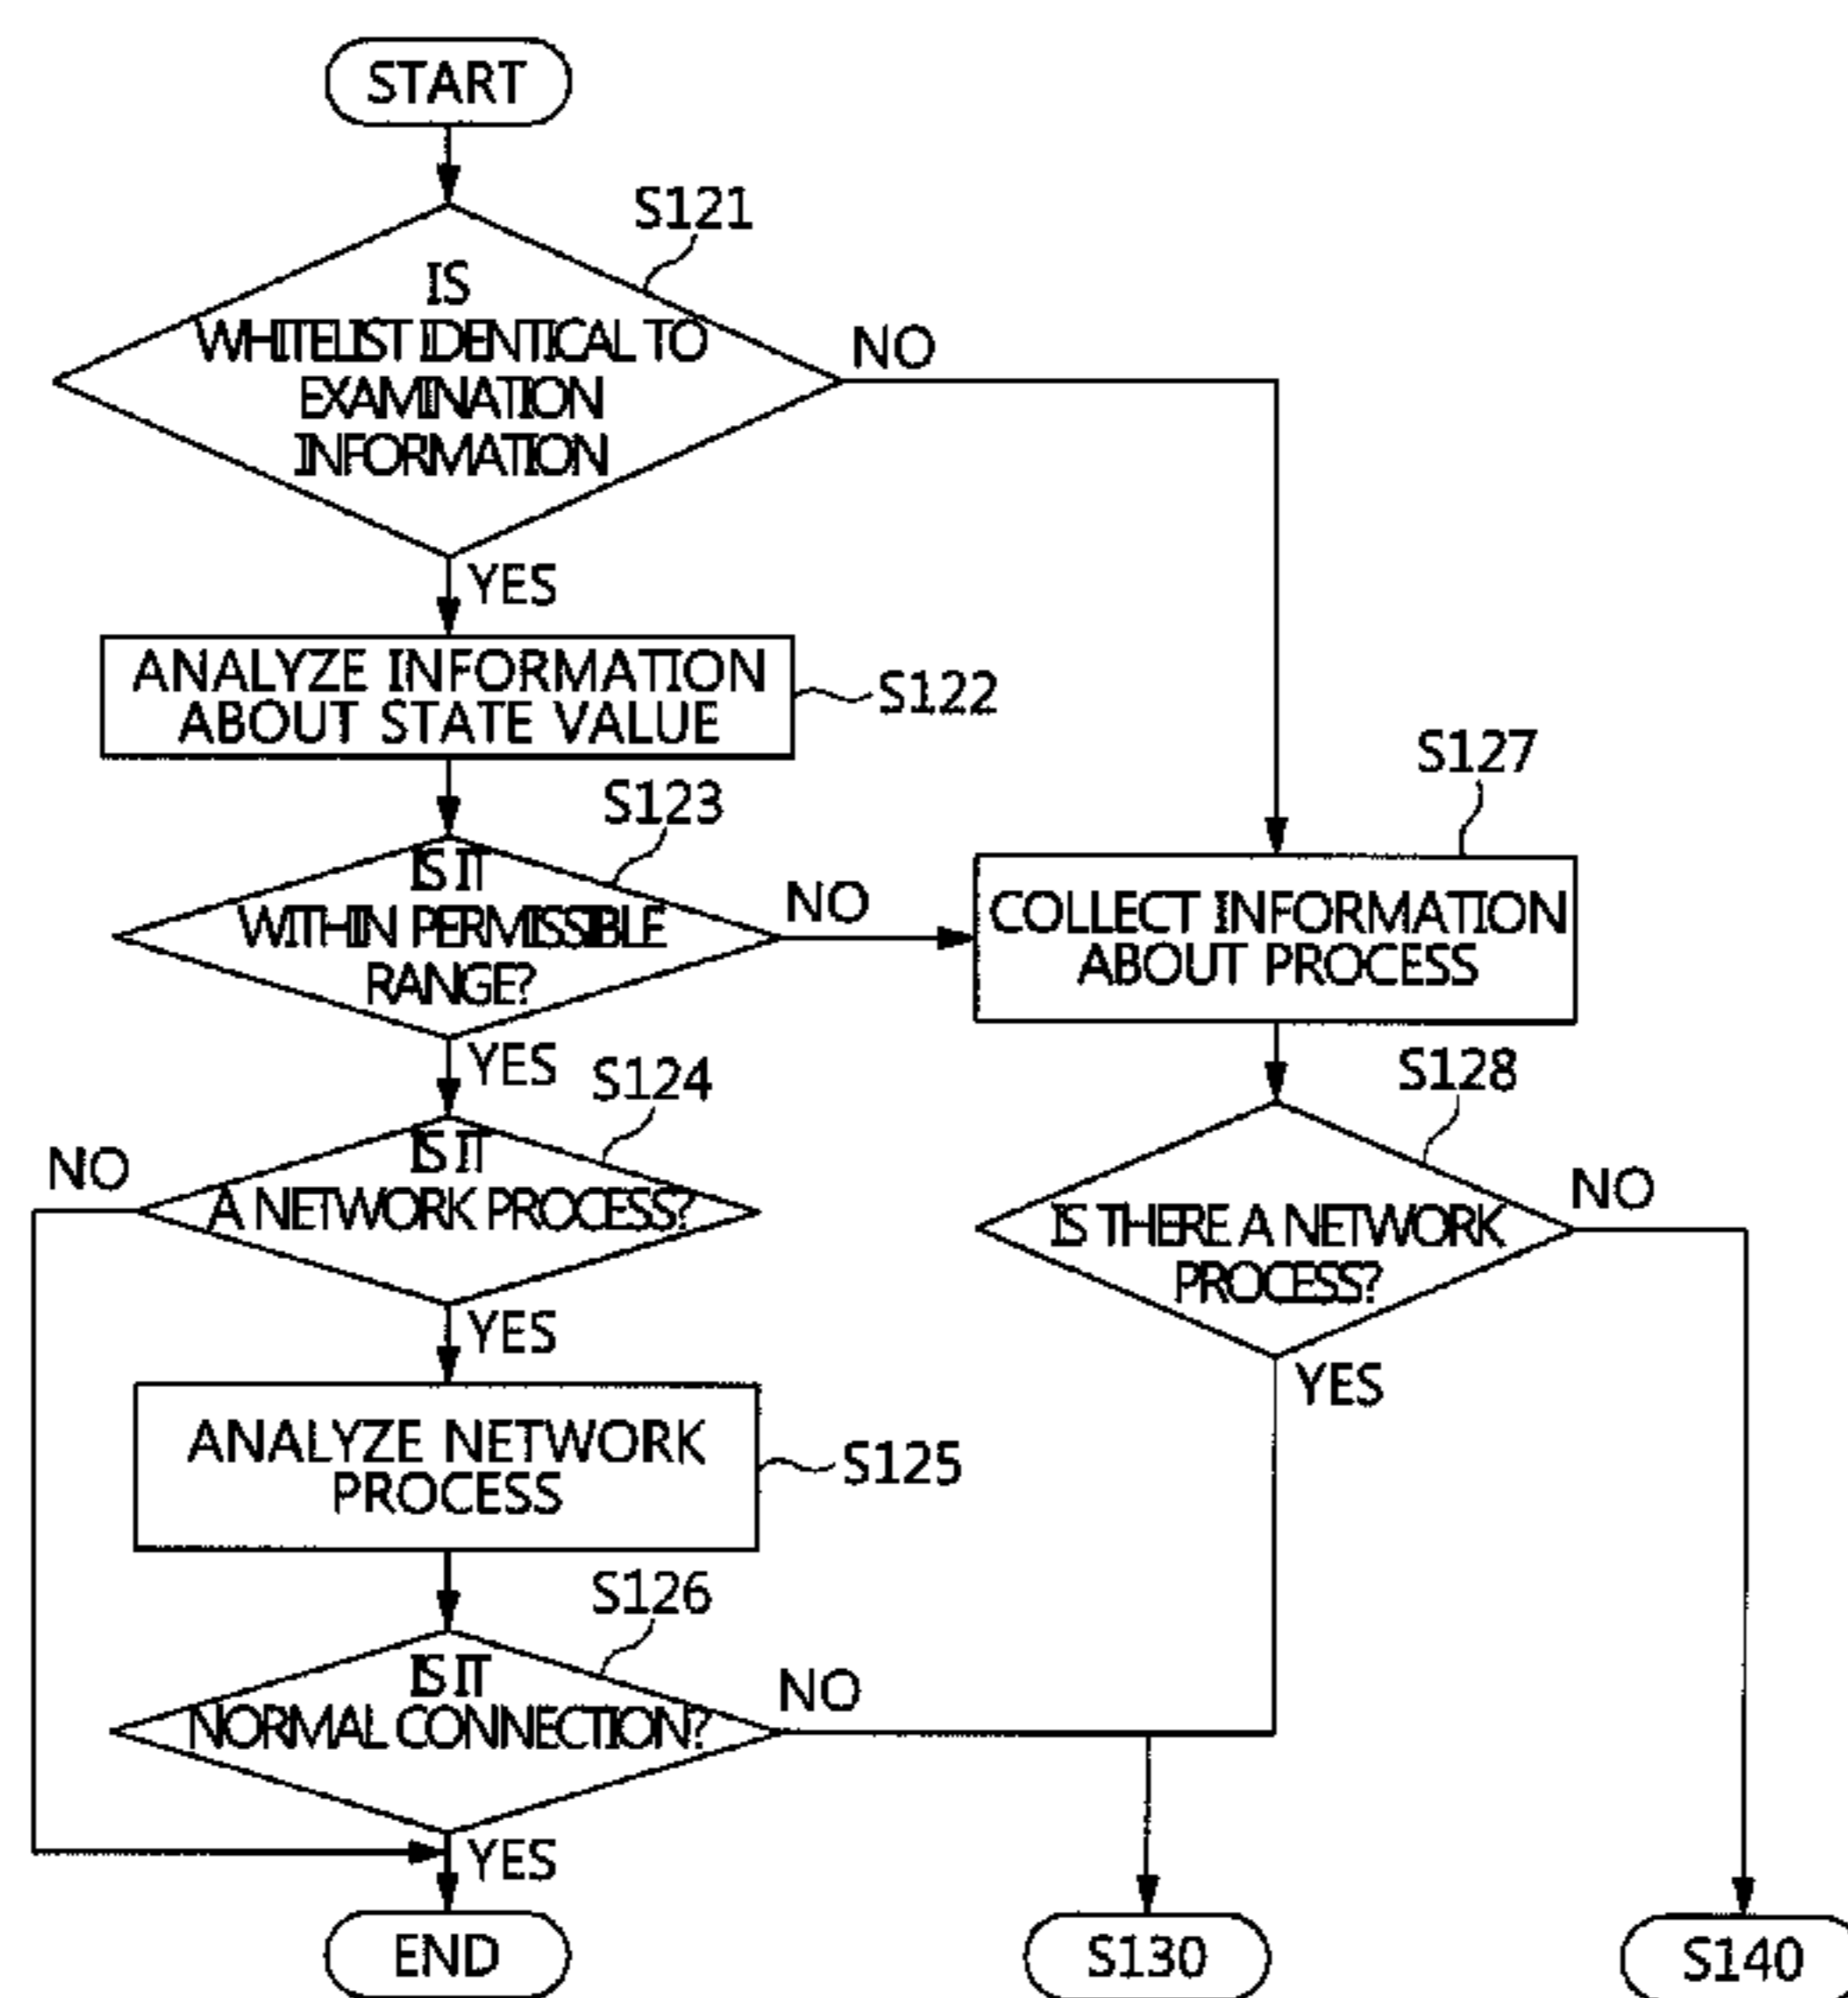 START
S121
IS
WHITELIST IDENTICAL TO
EXAMINATION
INFORMATION
NO
YES
ANALYZE INFORMATION
ABOUT STATE VALUE
S122
S123
IS IT
WITHIN PERMISSIBLE
RANGE?
NO
YES
S127
COLLECT INFORMATION
ABOUT PROCESS
S124
IS IT
A NETWORK PROCESS?
NO
YES
S128
IS THERE A NETWORK
PROCESS?
NO
YES
ANALYZE NETWORK
PROCESS
S125
S126
IS IT
NORMAL CONNECTION?
NO
YES
END
S130
S140